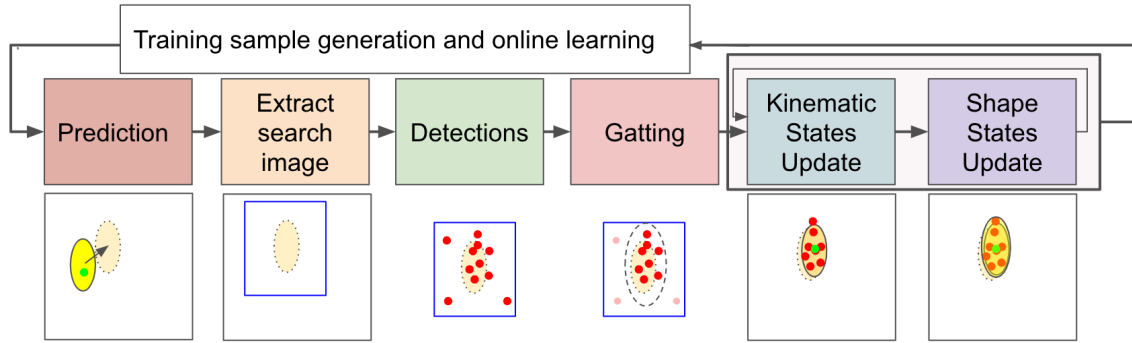 Training sample generation and online learning
Prediction
Extract
search
image
Detections
Gatting
Kinematic
States
Update
Shape
States
Update